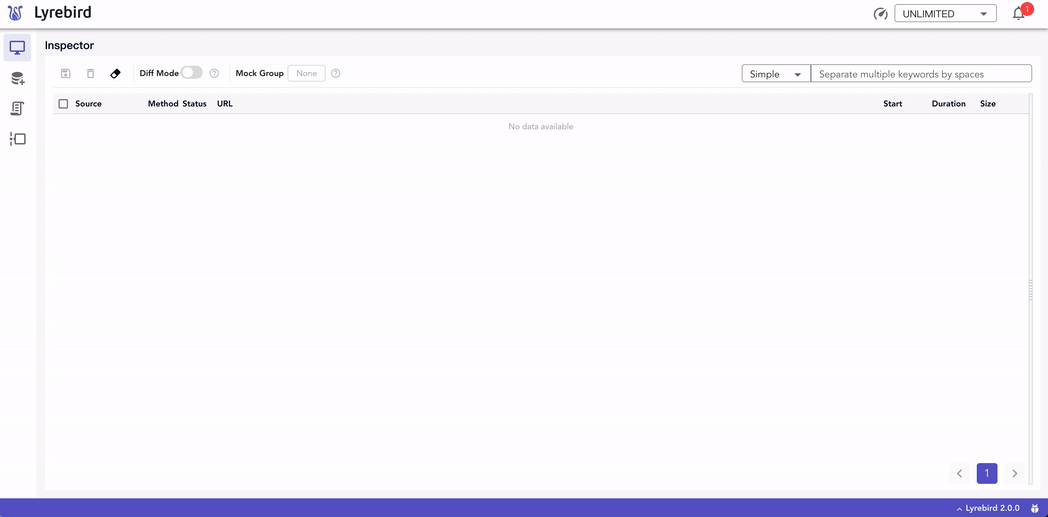 Lyrebird
UNLIMITED
1
Inspector
Diff Mode
Mock Group None
Simple Separate multiple keywords by spaces
Source Method Status URL Start Duration Size
No data available
1
Lyrebird 2.0.0